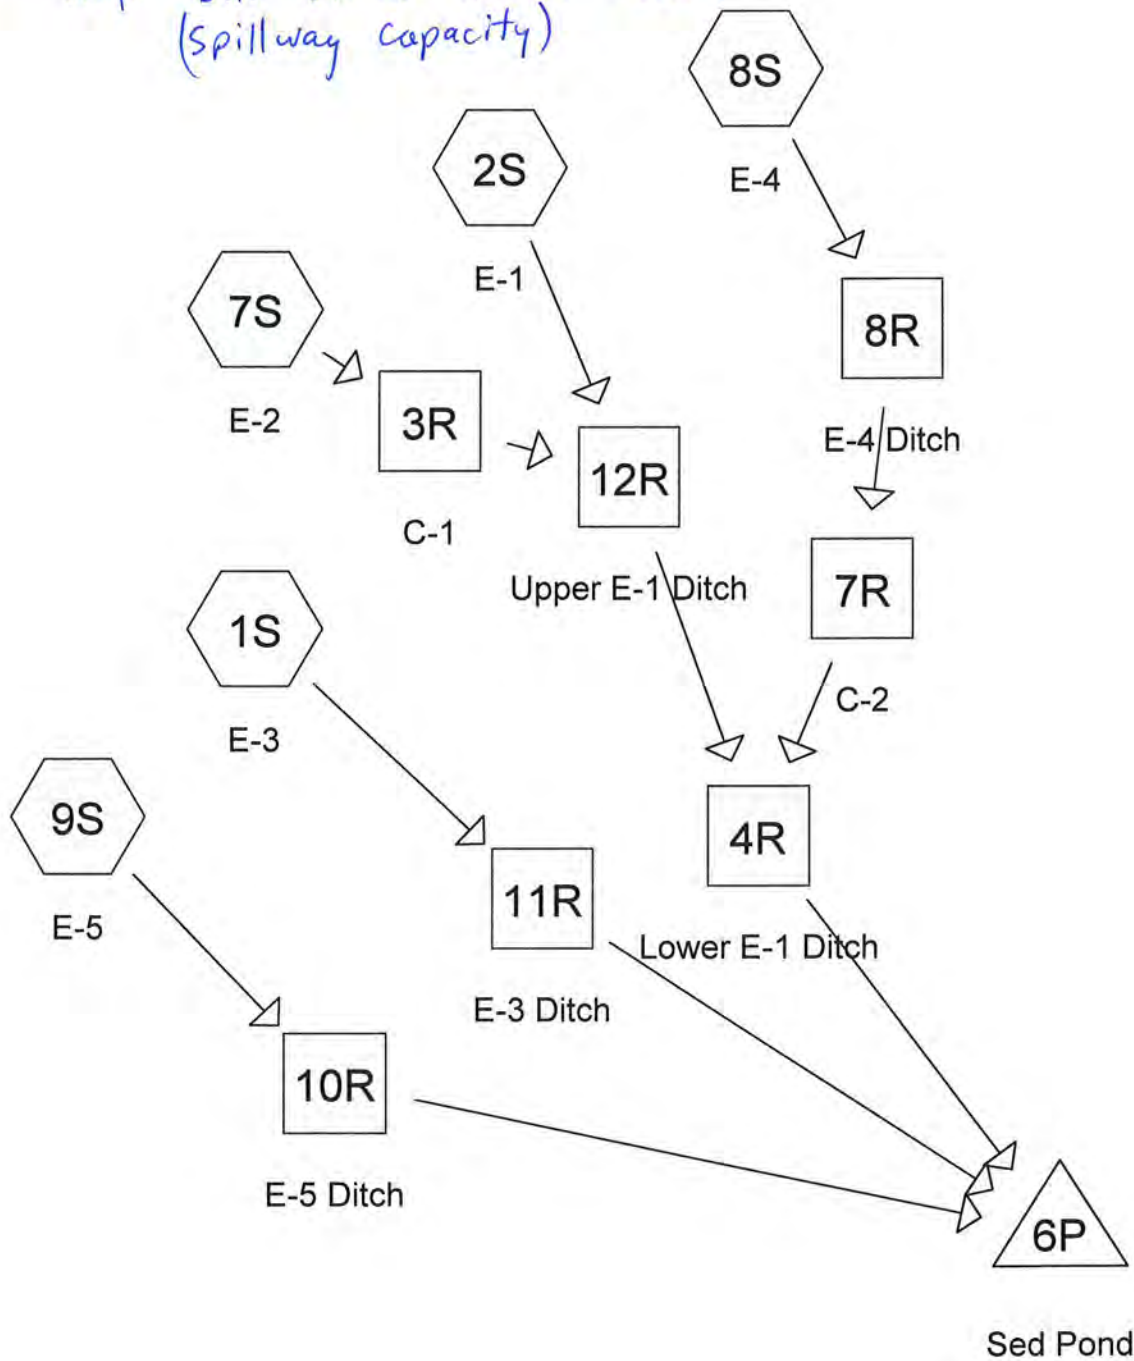 (Spillway Capacity)
8S
E-4
2S
E-1
7S
E-2
8R
E-4 Ditch
3R
C-1
12R
Upper E-1 Ditch
7R
C-2
1S
E-3
9S
E-5
4R
Lower E-1 Ditch
11R
E-3 Ditch
10R
E-5 Ditch
6P
Sed Pond